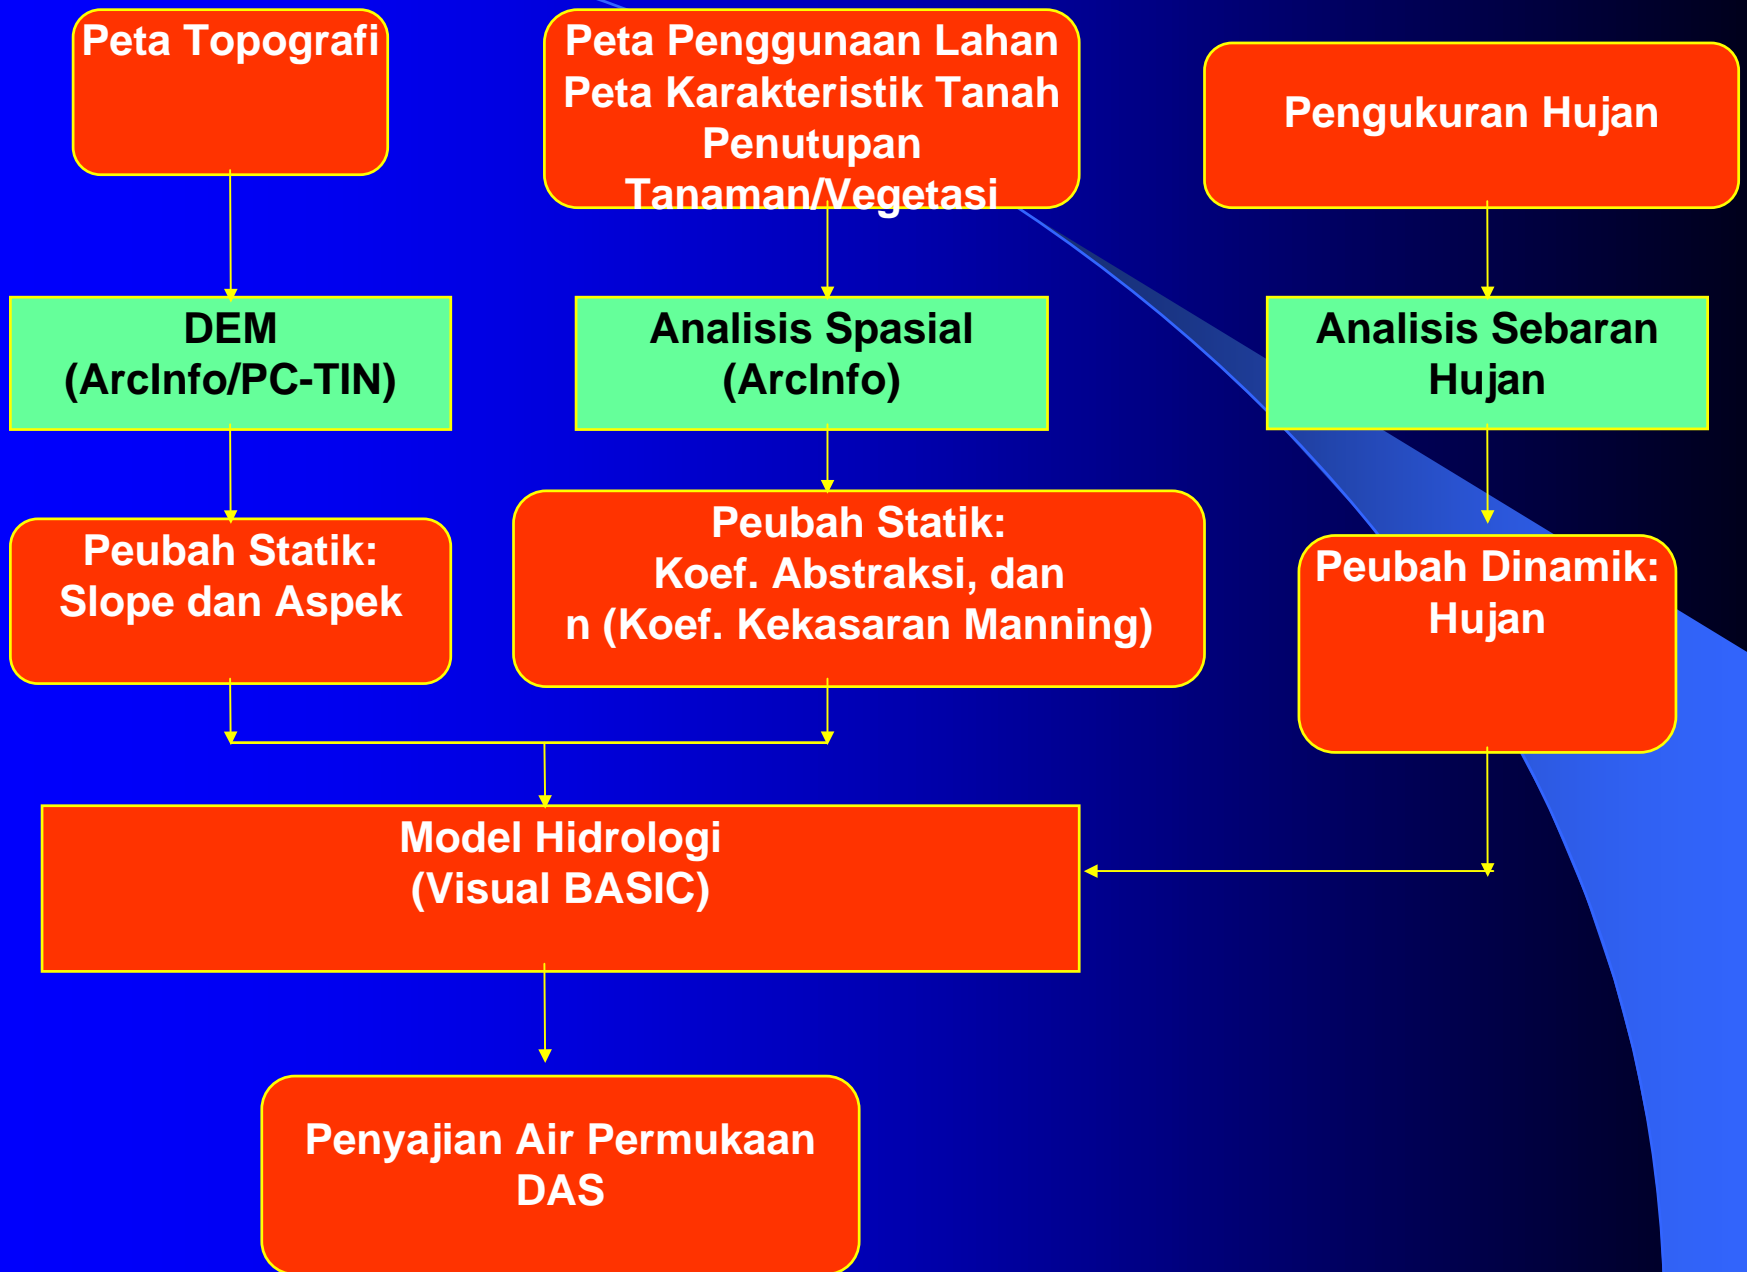 Peta Topografi
Peta Penggunaan Lahan
Peta Karakteristik Tanah
Penutupan
Tanaman/Vegetasi
Pengukuran Hujan
DEM
(ArcInfo/PC-TIN)
Analisis Spasial
(ArcInfo)
Analisis Sebaran
Hujan
Peubah Statik:
Slope dan Aspek
Peubah Statik:
Koef. Abstraksi, dan
n (Koef. Kekasaran Manning)
Peubah Dinamik:
Hujan
Model Hidrologi
(Visual BASIC)
Penyajian Air Permukaan
DAS